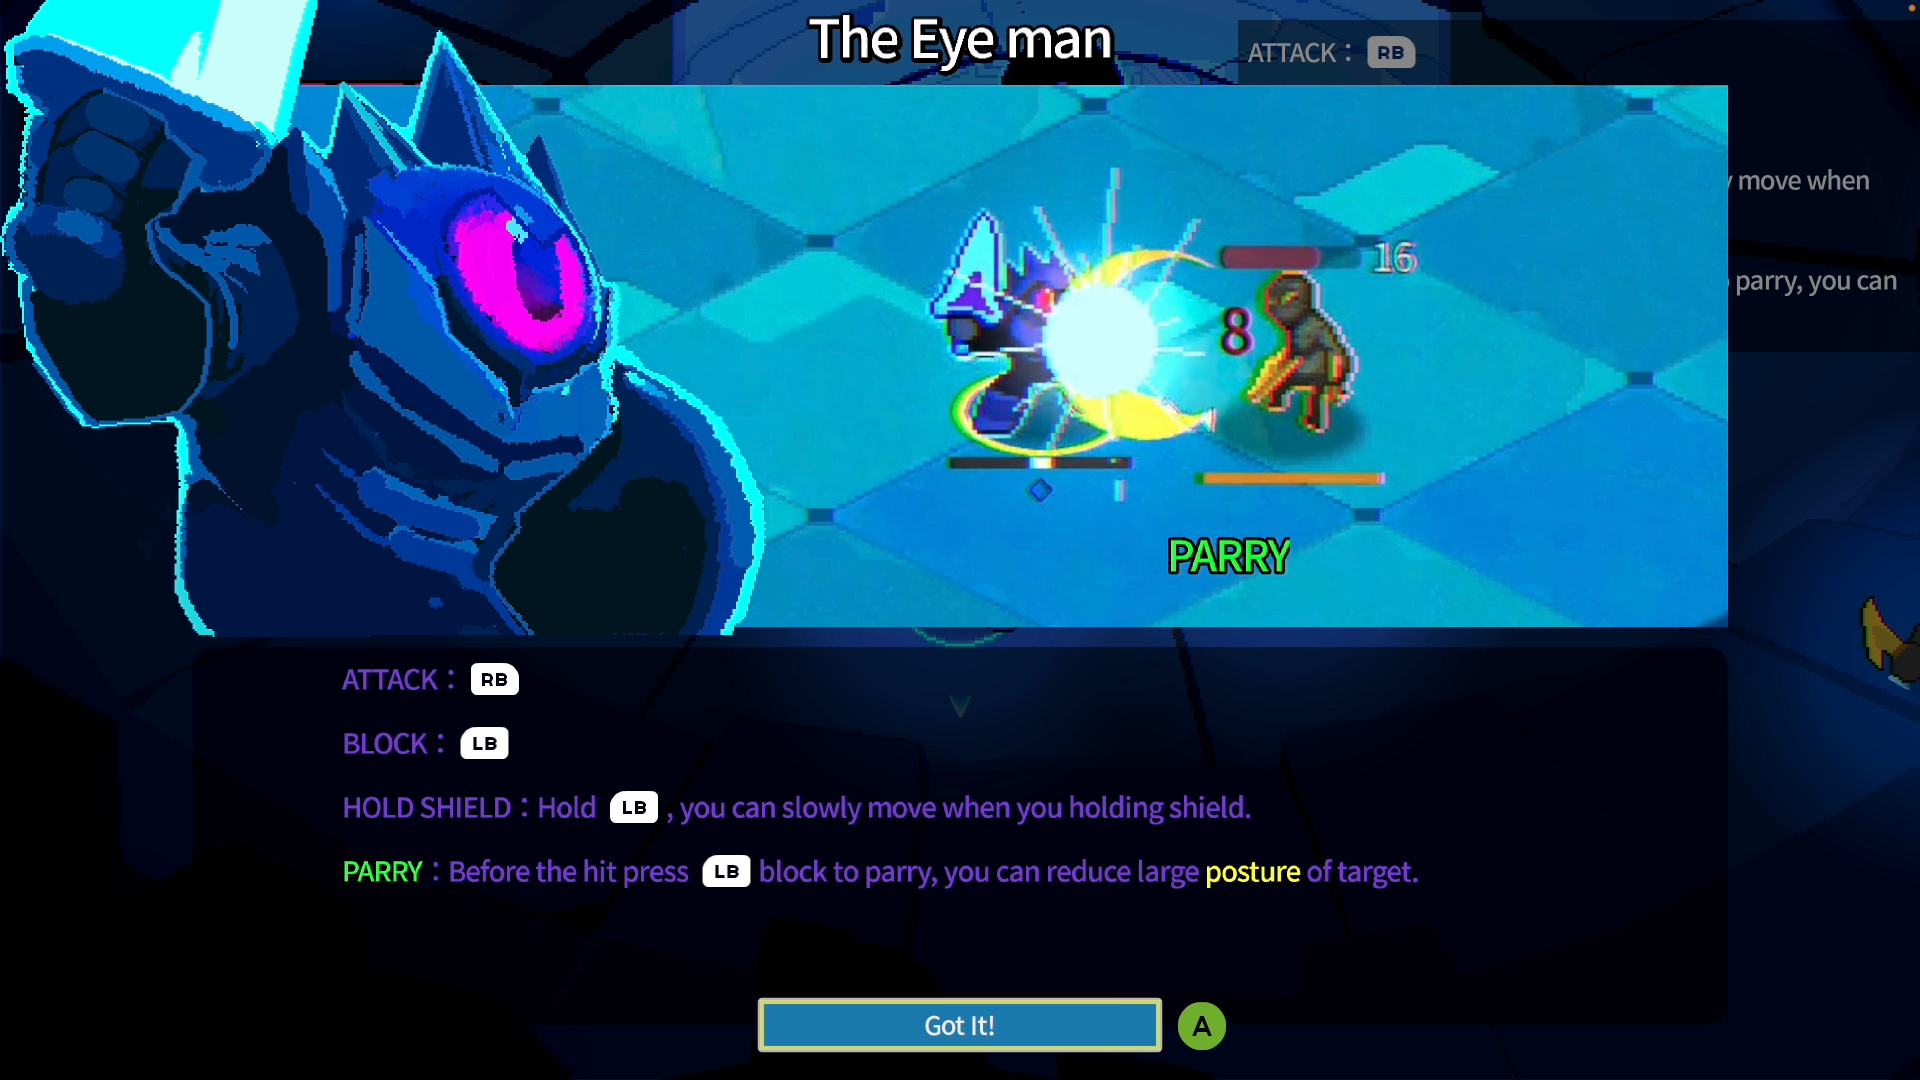 The Eye man
ATTACK : RB
move when
parry, you can
16
8
PARRY
ATTACK : RB
BLOCK : LB
HOLD SHIELD : Hold LB , you can slowly move when you holding shield.
PARRY : Before the hit press LB block to parry, you can reduce large posture of target.
Got It! A